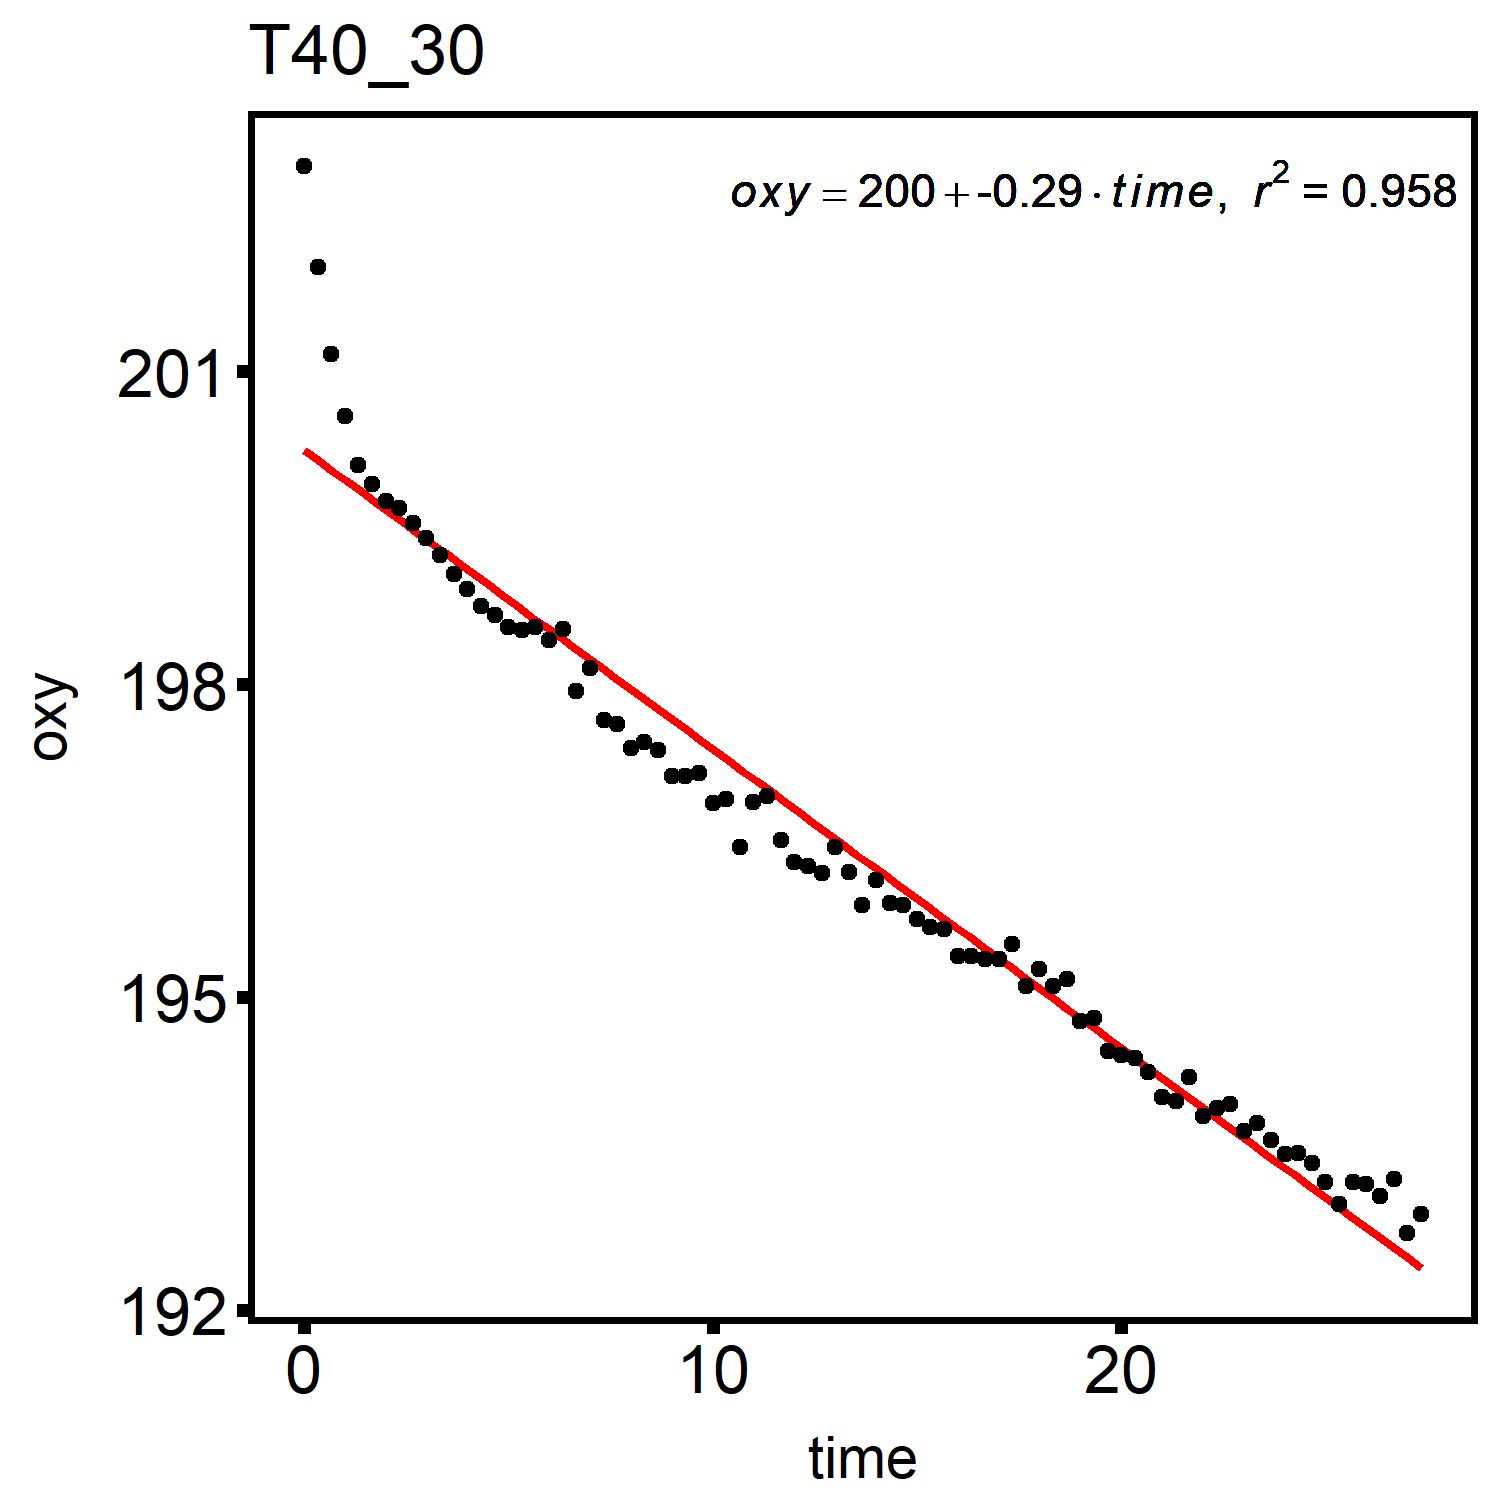 T40_30
oxy = 200 + -0.29 · time, r² = 0.958
201
198
195
192
oxy
0 10 20
time